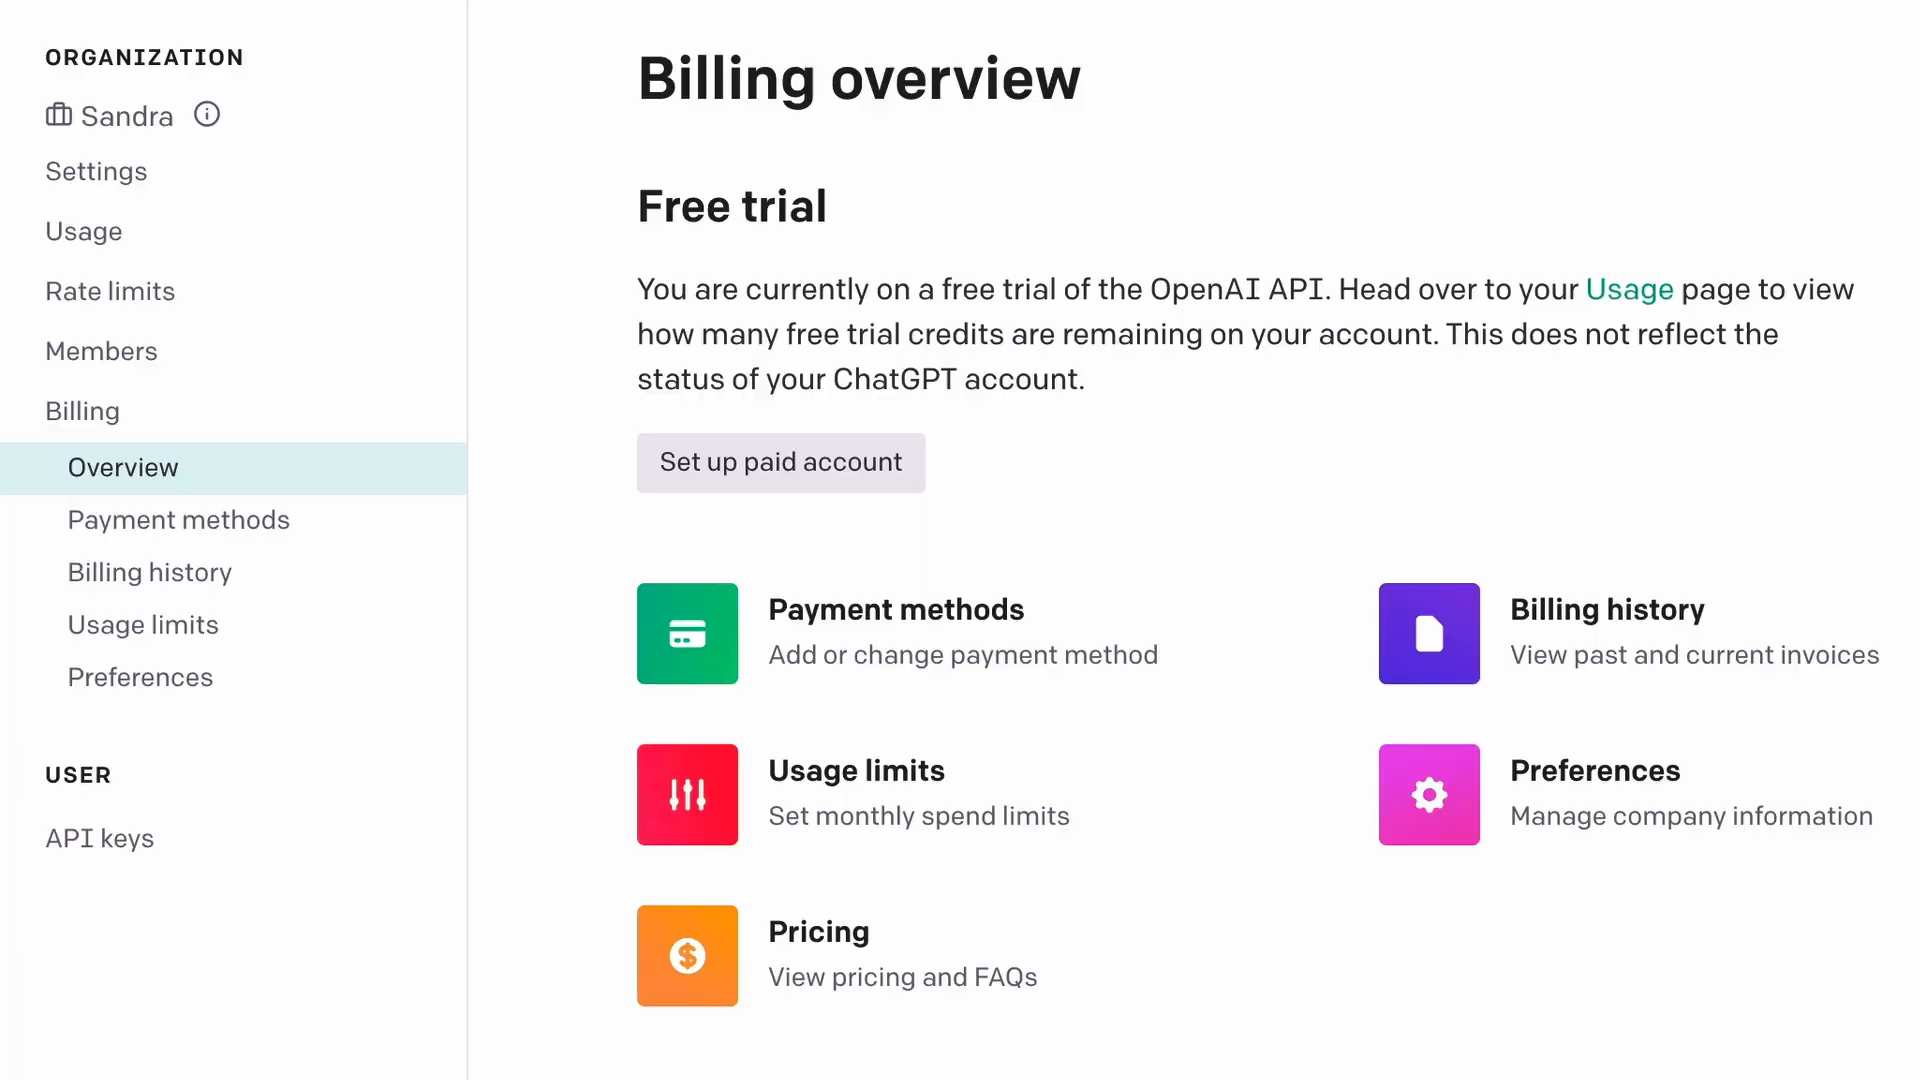 ORGANIZATION
Sandra
Settings
Usage
Rate limits
Members
Billing
Overview
Payment methods
Billing history
Usage limits
Preferences
USER
API keys
Billing overview
Free trial
You are currently on a free trial of the OpenAI API. Head over to your Usage page to view
how many free trial credits are remaining on your account. This does not reflect the
status of your ChatGPT account.
Set up paid account
Payment methods
Add or change payment method
Billing history
View past and current invoices
Usage limits
Set monthly spend limits
Preferences
Manage company information
Pricing
View pricing and FAQs